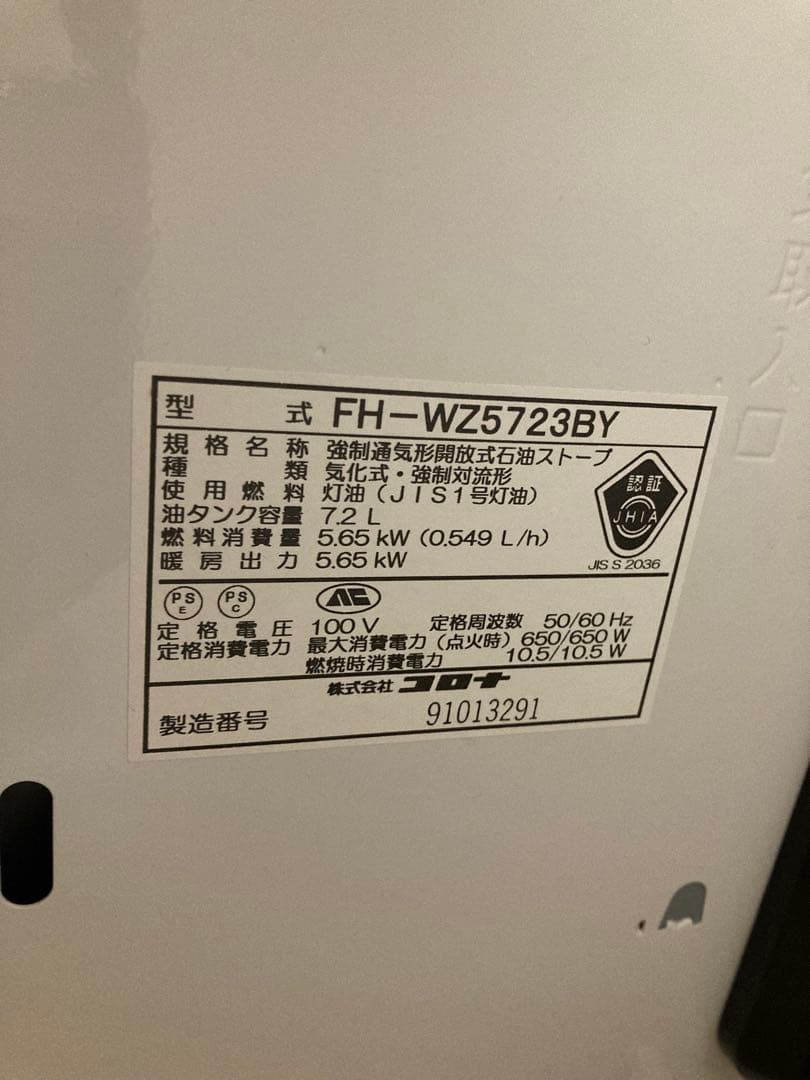 型式 FH-WZ5723BY
規格名称 強制通気形開放式石油ストーブ
種類 気化式・強制対流形
使用燃料 灯油(JIS1号灯油)
油タンク容量 7.2 L
燃料消費量 5.65 kW (0.549 L/h)
暖房出力 5.65 kW
認証
JHIA
JIS S 2036
PS E
PS C
定格電圧 100 V 定格周波数 50/60 Hz
定格消費電力 最大消費電力(点火時) 650/650 W
燃焼時消費電力 10.5/10.5 W
株式会社コロナ
製造番号 91013291
取入口